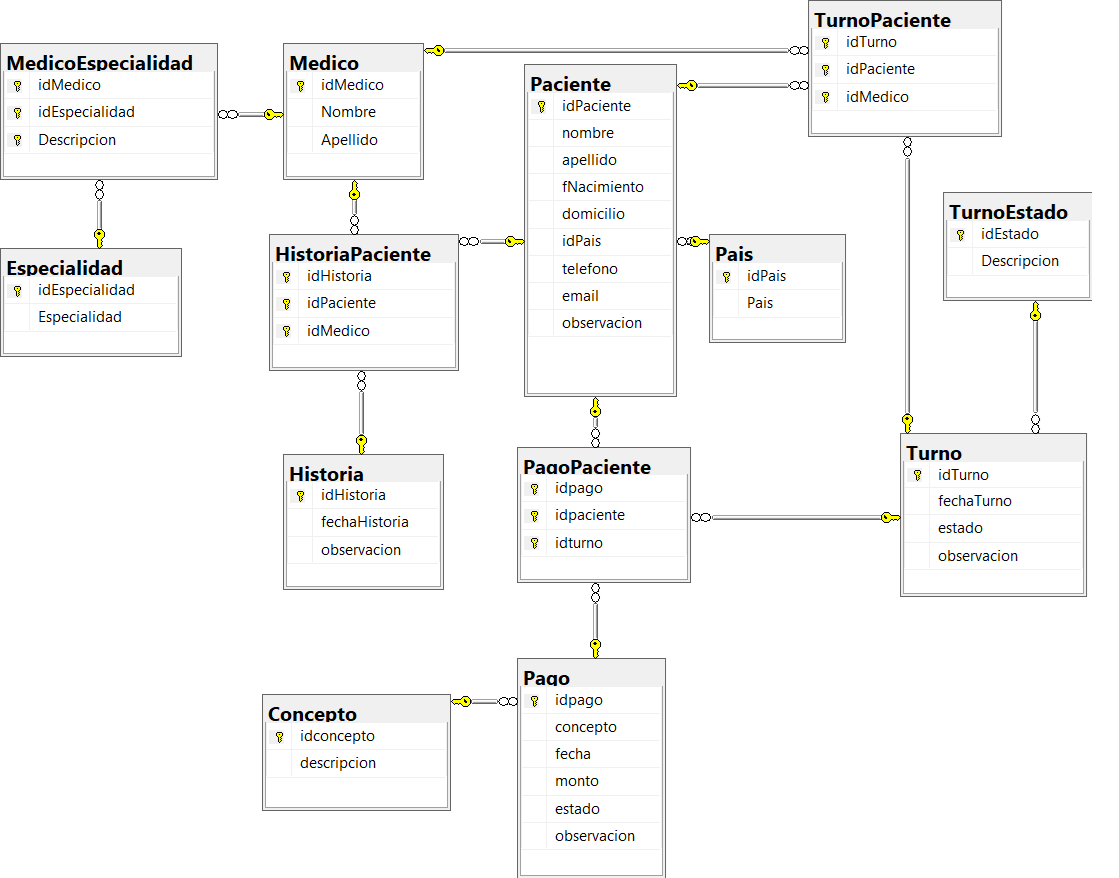 MedicoEspecialidad
idMedico
idEspecialidad
Descripcion
Medico
idMedico
Nombre
Apellido
Paciente
idPaciente
nombre
apellido
fNacimiento
domicilio
idPais
telefono
email
observacion
TurnoPaciente
idTurno
idPaciente
idMedico
TurnoEstado
idEstado
Descripcion
Especialidad
idEspecialidad
Especialidad
HistoriaPaciente
idHistoria
idPaciente
idMedico
Pais
idPais
Pais
Historia
idHistoria
fechaHistoria
observacion
PagoPaciente
idpago
idpaciente
idturno
Turno
idTurno
fechaTurno
estado
observacion
Concepto
idconcepto
descripcion
Pago
idpago
concepto
fecha
monto
estado
observacion